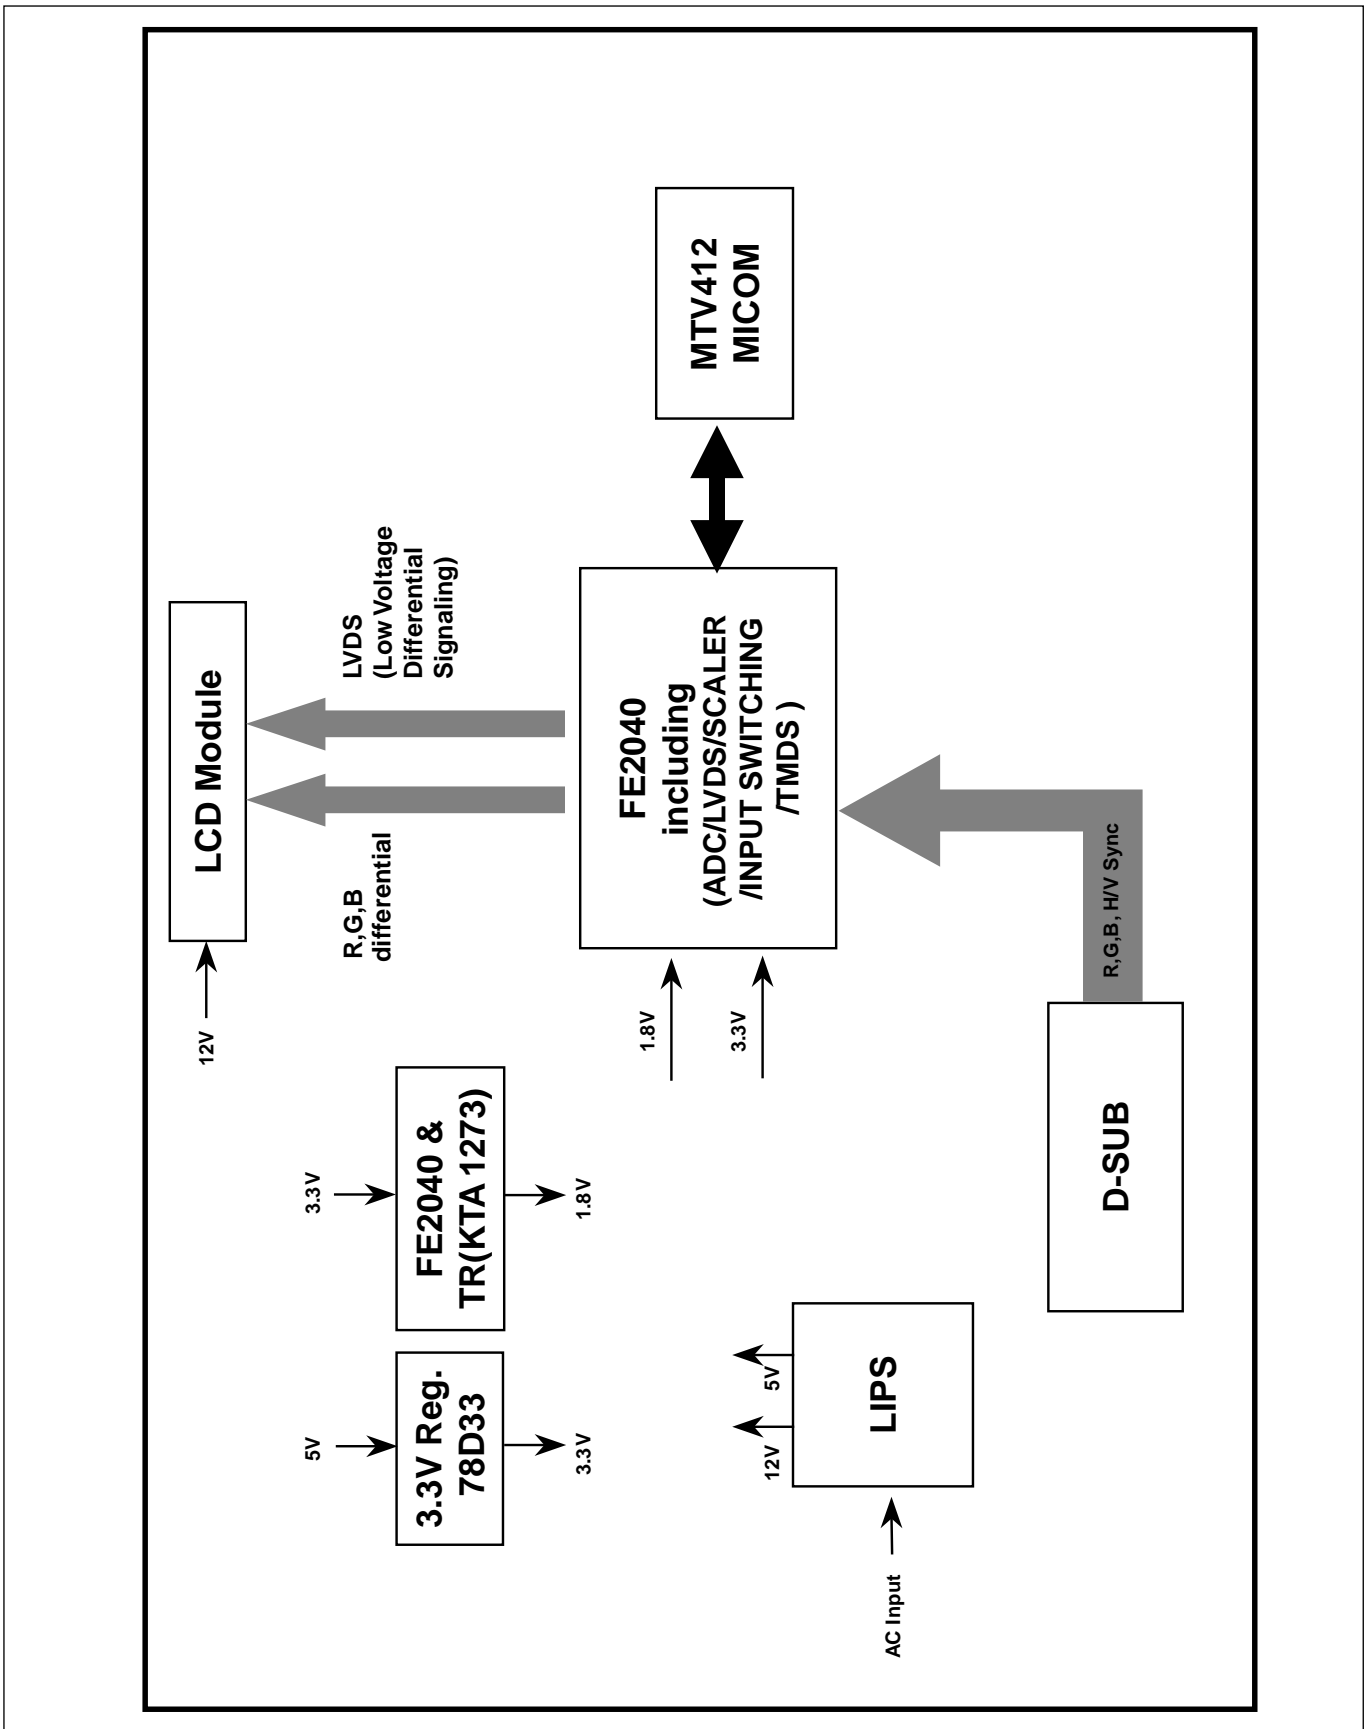 LCD Module
12V
R,G,B
differential
LVDS
(Low Voltage
Differential
Signaling)
5V
3.3V Reg.
78D33
3.3V
3.3V
FE2040 &
TR(KTA 1273)
1.8V
1.8V
3.3V
FE2040
including
(ADC/LVDS/SCALER
/INPUT SWITCHING
/TMDS )
MTV412
MICOM
12V
5V
LIPS
AC Input
D-SUB
R,G,B, H/V Sync